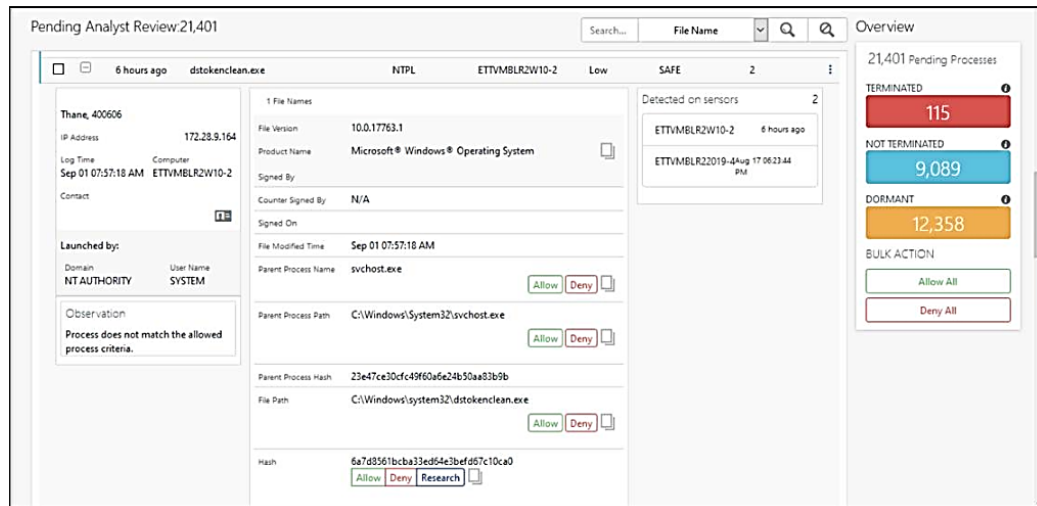 Pending Analyst Review:21,401
Search...
File Name
Overview
6 hours ago dstokenclean.exe NTPL ETTVMBLR2W10-2 Low SAFE 2
Thane, 400606
IP Address 172.28.9.164
Log Time Computer
Sep 01 07:57:18 AM ETTVMBLR2W10-2
Contact
Launched by:
Domain User Name
NT AUTHORITY SYSTEM
Observation
Process does not match the allowed
process criteria.
1 File Names
File Version 10.0.17763.1
Product Name Microsoft® Windows® Operating System
Signed By
Counter Signed By N/A
Signed On
File Modified Time Sep 01 07:57:18 AM
Parent Process Name svchost.exe
Allow Deny
Parent Process Path C:\Windows\System32\svchost.exe
Allow Deny
Parent Process Hash 23e47ce30cfc49f60a6e24b50aa83b9b
File Path C:\Windows\system32\dstokenclean.exe
Allow Deny
Hash 6a7d8561bcba33ed64e3befd67c10ca0
Allow Deny Research
Detected on sensors 2
ETTVMBLR2W10-2 6 hours ago
ETTVMBLR22019-4 Aug 17 06:23:44
PM
21,401 Pending Processes
TERMINATED
115
NOT TERMINATED
9,089
DORMANT
12,358
BULK ACTION
Allow All
Deny All